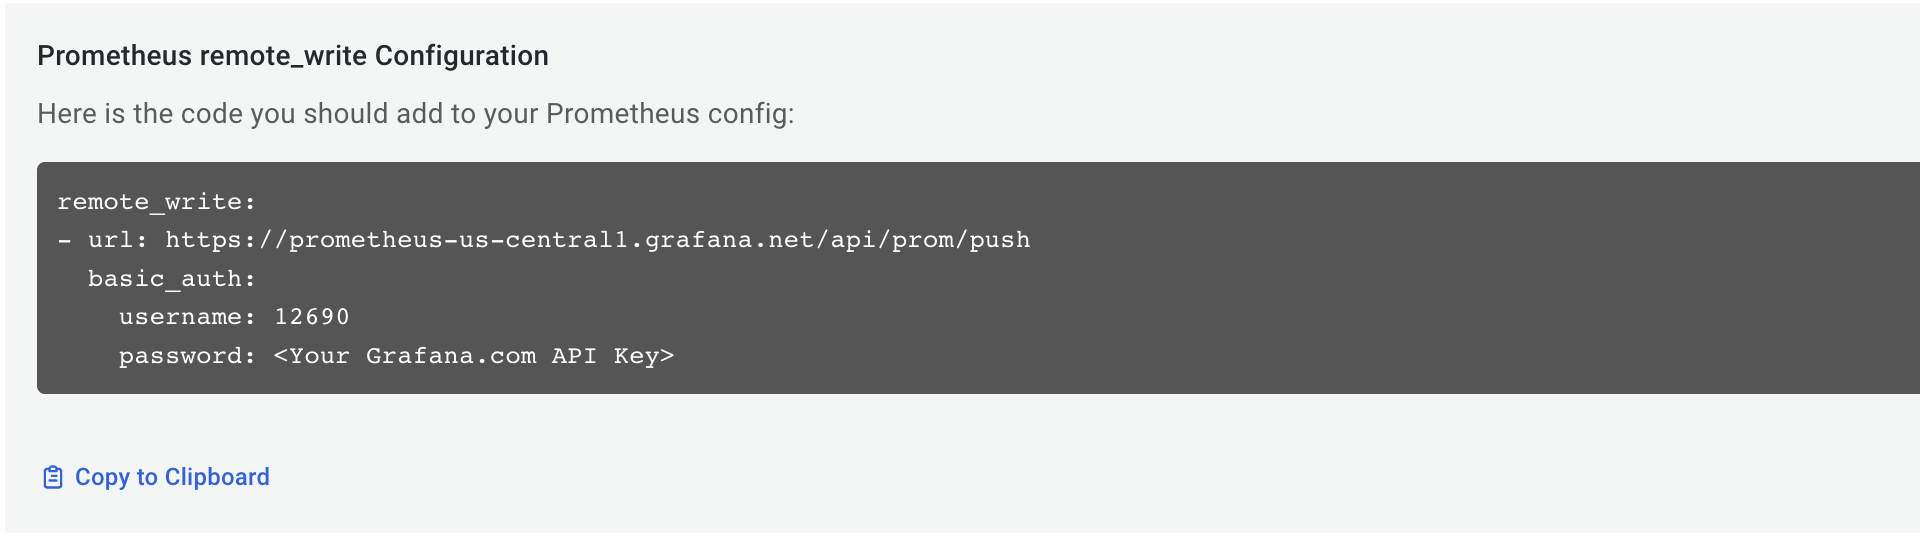 Prometheus remote_write Configuration
Here is the code you should add to your Prometheus config:
remote_write:
- url: https://prometheus-us-central1.grafana.net/api/prom/push
  basic_auth:
    username: 12690
    password: <Your Grafana.com API Key>
Copy to Clipboard